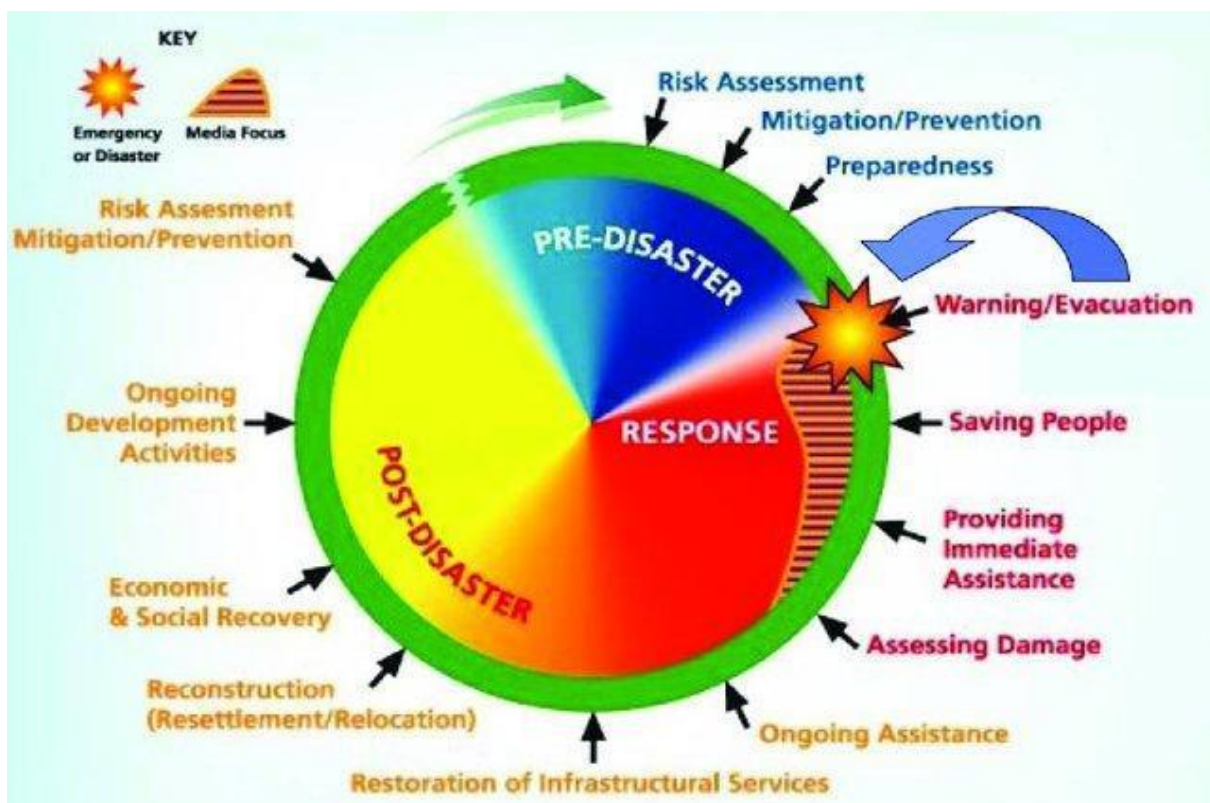 KEY
Emergency
or Disaster
Media Focus
Risk Assessment
Mitigation/Prevention
Preparedness
Warning/Evacuation
Saving People
Providing
Immediate
Assistance
Assessing Damage
Ongoing Assistance
Restoration of Infrastructural Services
Reconstruction
(Resettlement/Relocation)
Economic
& Social Recovery
Ongoing
Development
Activities
Risk Assesment
Mitigation/Prevention
PRE-DISASTER
RESPONSE
POST-DISASTER